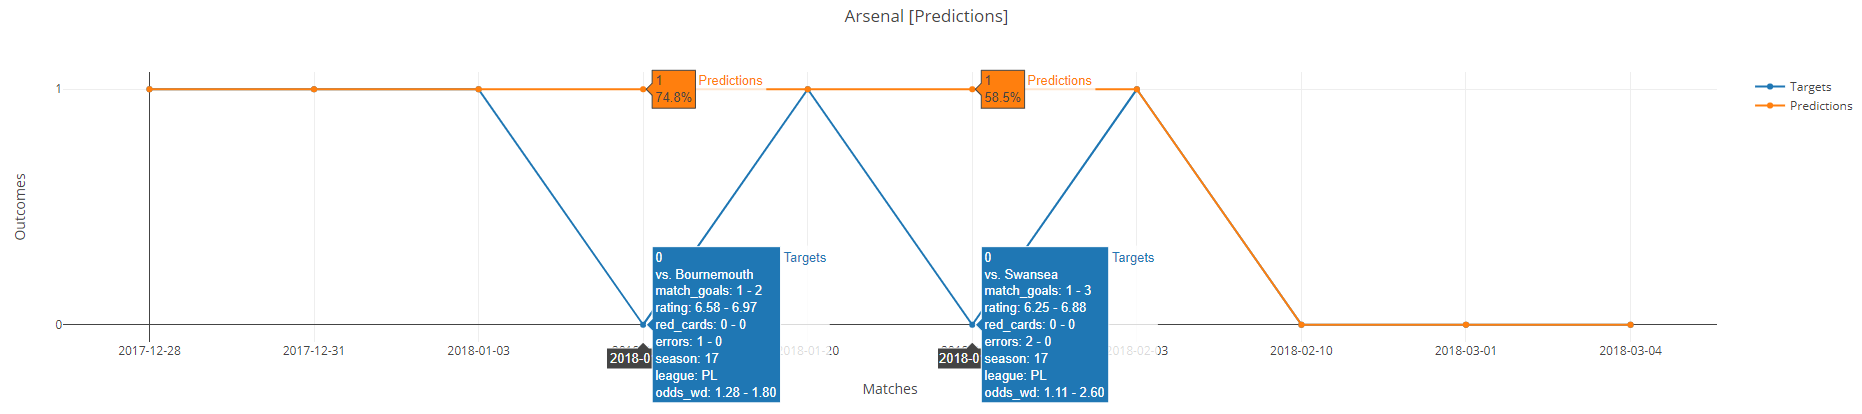 Arsenal [Predictions]
1
74.8%
Predictions
1
58.5%
Predictions
Targets
Predictions
1
Outcomes
0
0
vs. Bournemouth
match_goals: 1 - 2
rating: 6.58 - 6.97
red_cards: 0 - 0
errors: 1 - 0
season: 17
league: PL
odds_wd: 1.28 - 1.80
Targets
0
vs. Swansea
match_goals: 1 - 3
rating: 6.25 - 6.88
red_cards: 0 - 0
errors: 2 - 0
season: 17
league: PL
odds_wd: 1.11 - 2.60
Targets
2017-12-28
2017-12-31
2018-01-03
2018-0
2018-01-20
2018-0
2018-02-03
2018-02-10
2018-03-01
2018-03-04
Matches